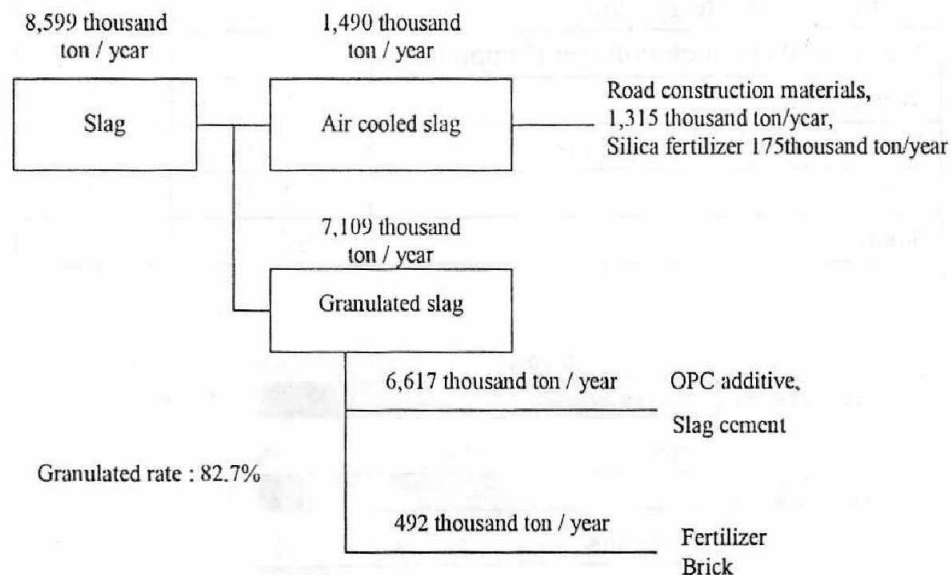 8,599 thousand
ton / year
1,490 thousand
ton / year
Slag
Air cooled slag
Road construction materials,
1,315 thousand ton/year,
Silica fertilizer 175thousand ton/year
7,109 thousand
ton / year
Granulated slag
6,617 thousand ton / year
OPC additive,
Slag cement
Granulated rate : 82.7%
492 thousand ton / year
Fertilizer
Brick